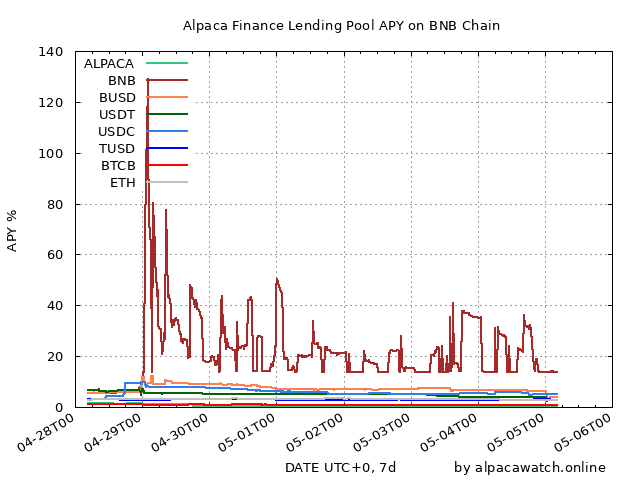 Alpaca Finance Lending Pool APY on BNB Chain
140
120
100
80
60
40
20
0
APY %
ALPACA
BNB
BUSD
USDT
USDC
TUSD
BTCB
ETH
04-28T00
04-29T00
04-30T00
05-01T00
05-02T00
05-03T00
05-04T00
05-05T00
05-06T00
DATE UTC+0, 7d
by alpacawatch.online